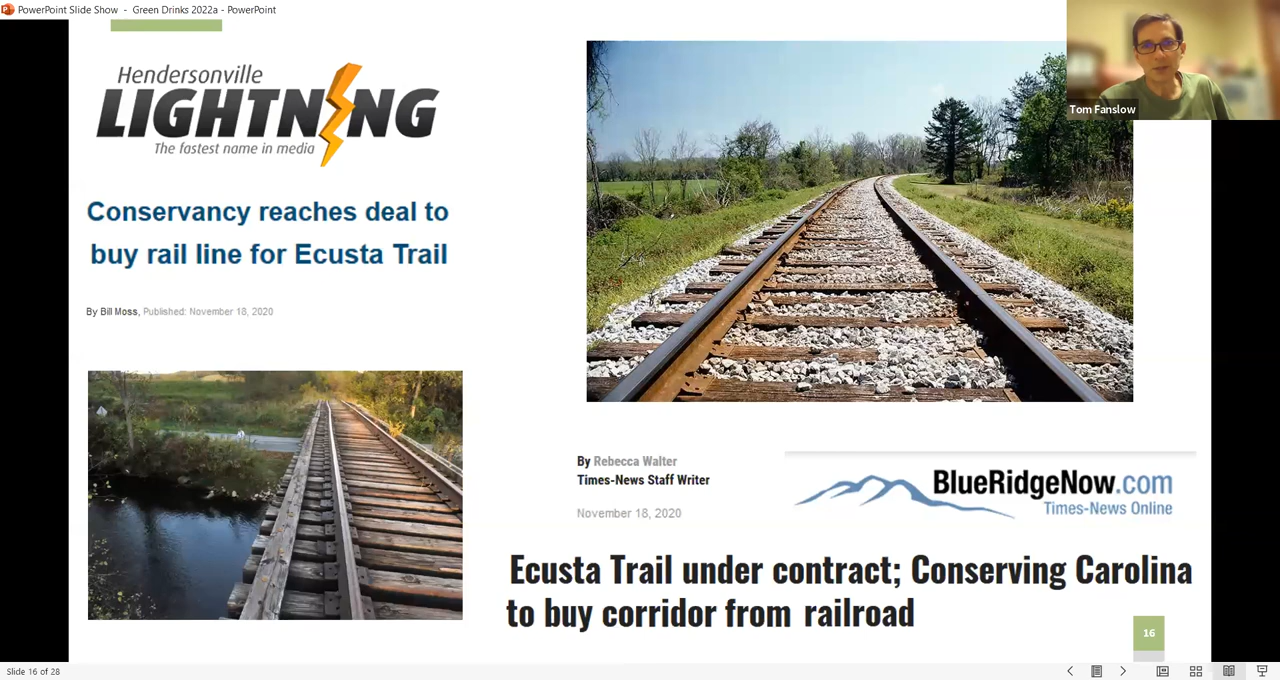 PowerPoint Slide Show - Green Drinks 2022a - PowerPoint
Tom Fanslow
Hendersonville
LIGHTNING
The fastest name in media
Conservancy reaches deal to
buy rail line for Ecusta Trail
By Bill Moss, Published: November 18, 2020
By Rebecca Walter
Times-News Staff Writer
November 18, 2020
BlueRidgeNow.com
Times-News Online
Ecusta Trail under contract; Conserving Carolina
to buy corridor from railroad
16
Slide 16 of 28